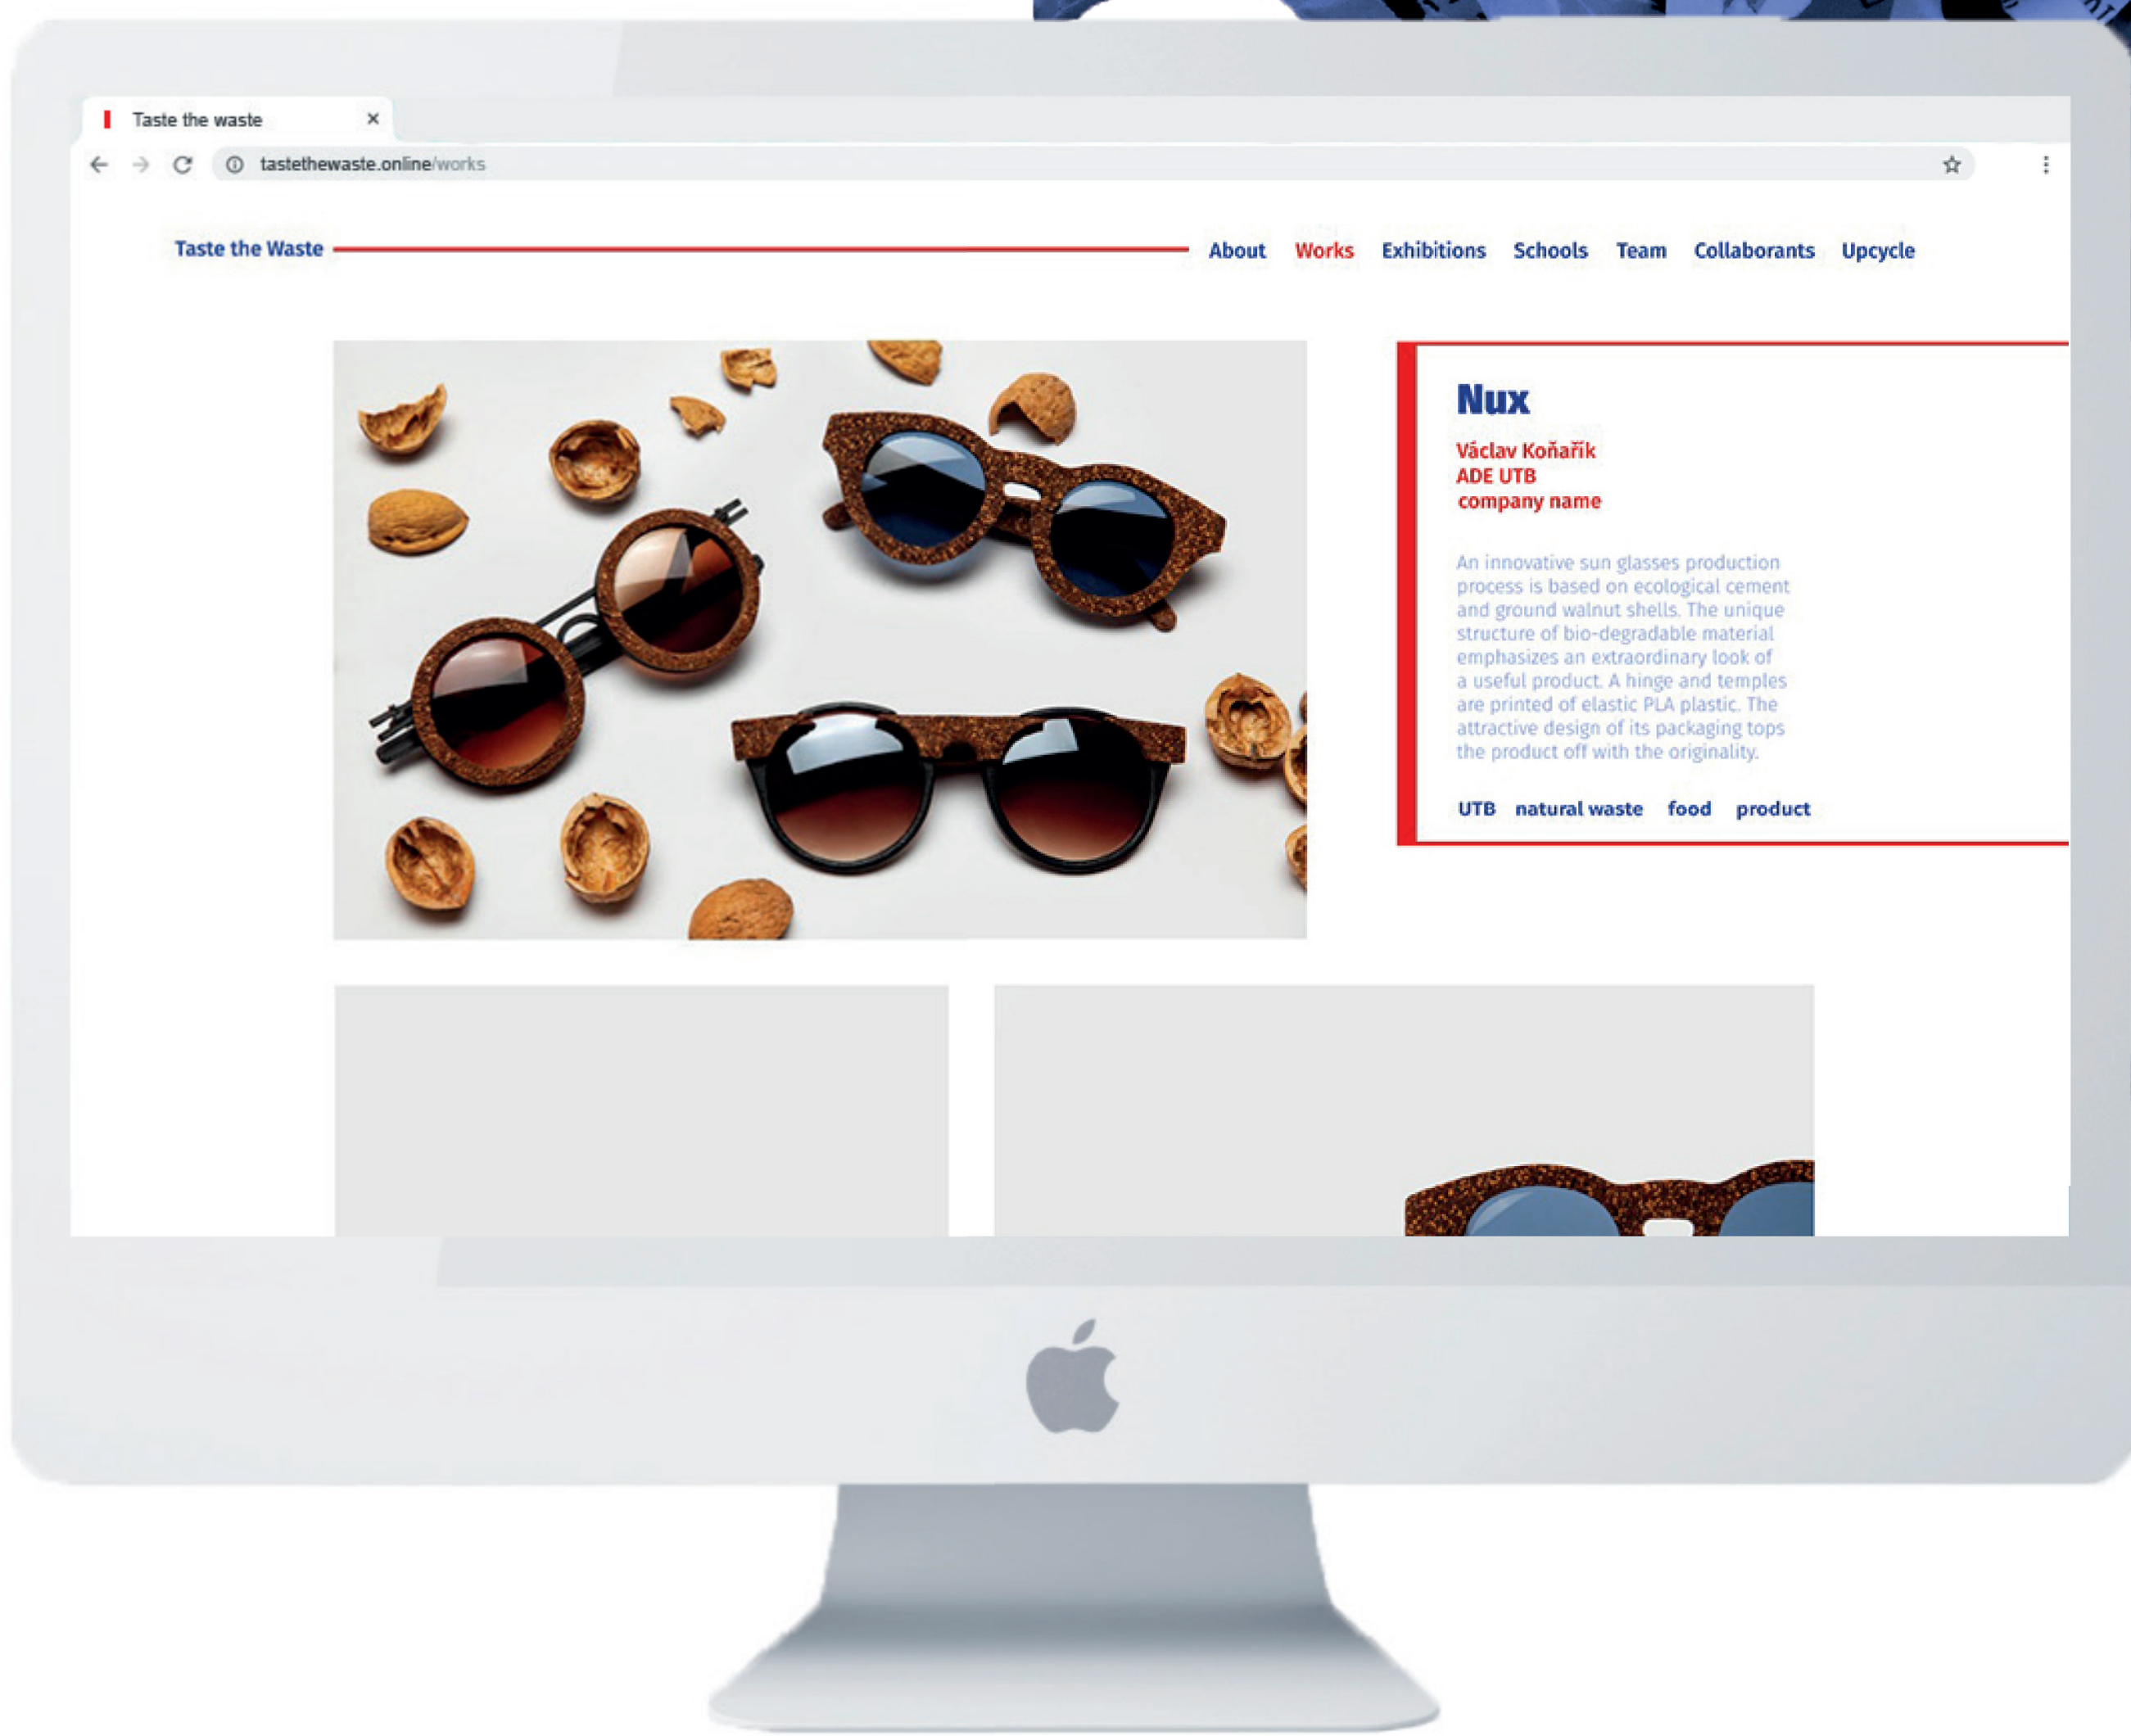 Taste the waste
tastethewaste.online/works
Taste the Waste
About Works Exhibitions Schools Team Collaborants Upcycle
Nux
Václav Koňařík
ADE UTB
company name
An innovative sun glasses production
process is based on ecological cement
and ground walnut shells. The unique
structure of bio-degradable material
emphasizes an extraordinary look of
a useful product. A hinge and temples
are printed of elastic PLA plastic. The
attractive design of its packaging tops
the product off with the originality.
UTB natural waste food product